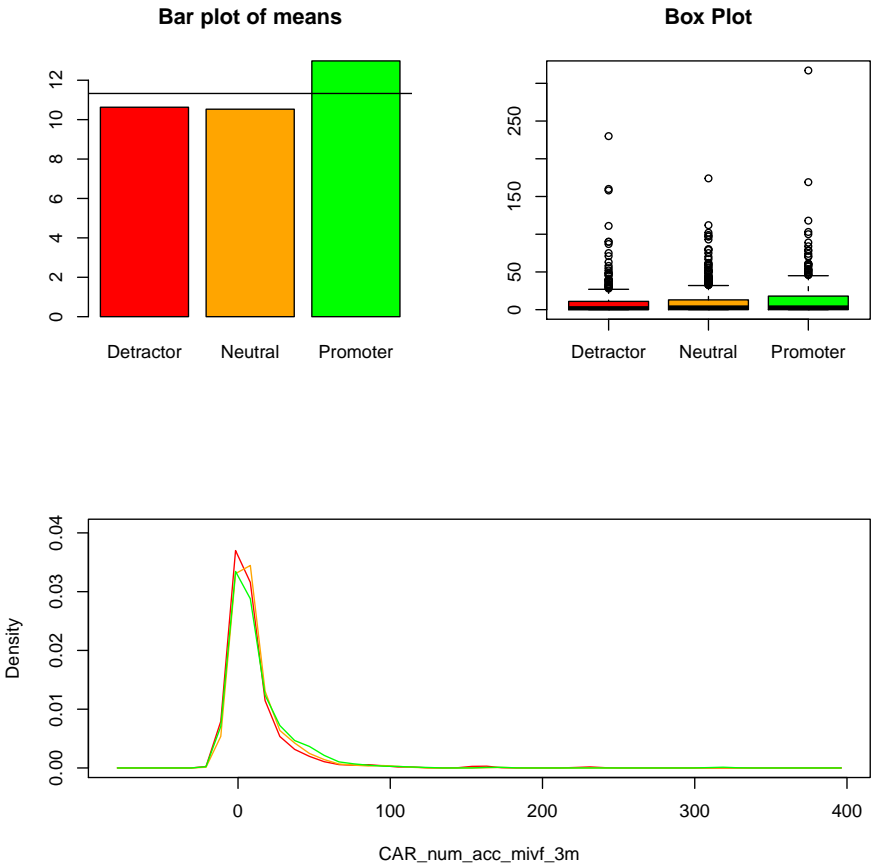 Bar plot of means
12
10
8
6
4
2
0
Detractor Neutral Promoter
Box Plot
250
150
50
0
Detractor Neutral Promoter
0.04
0.03
0.02
0.01
0.00
Density
0 100 200 300 400
CAR_num_acc_mivf_3m